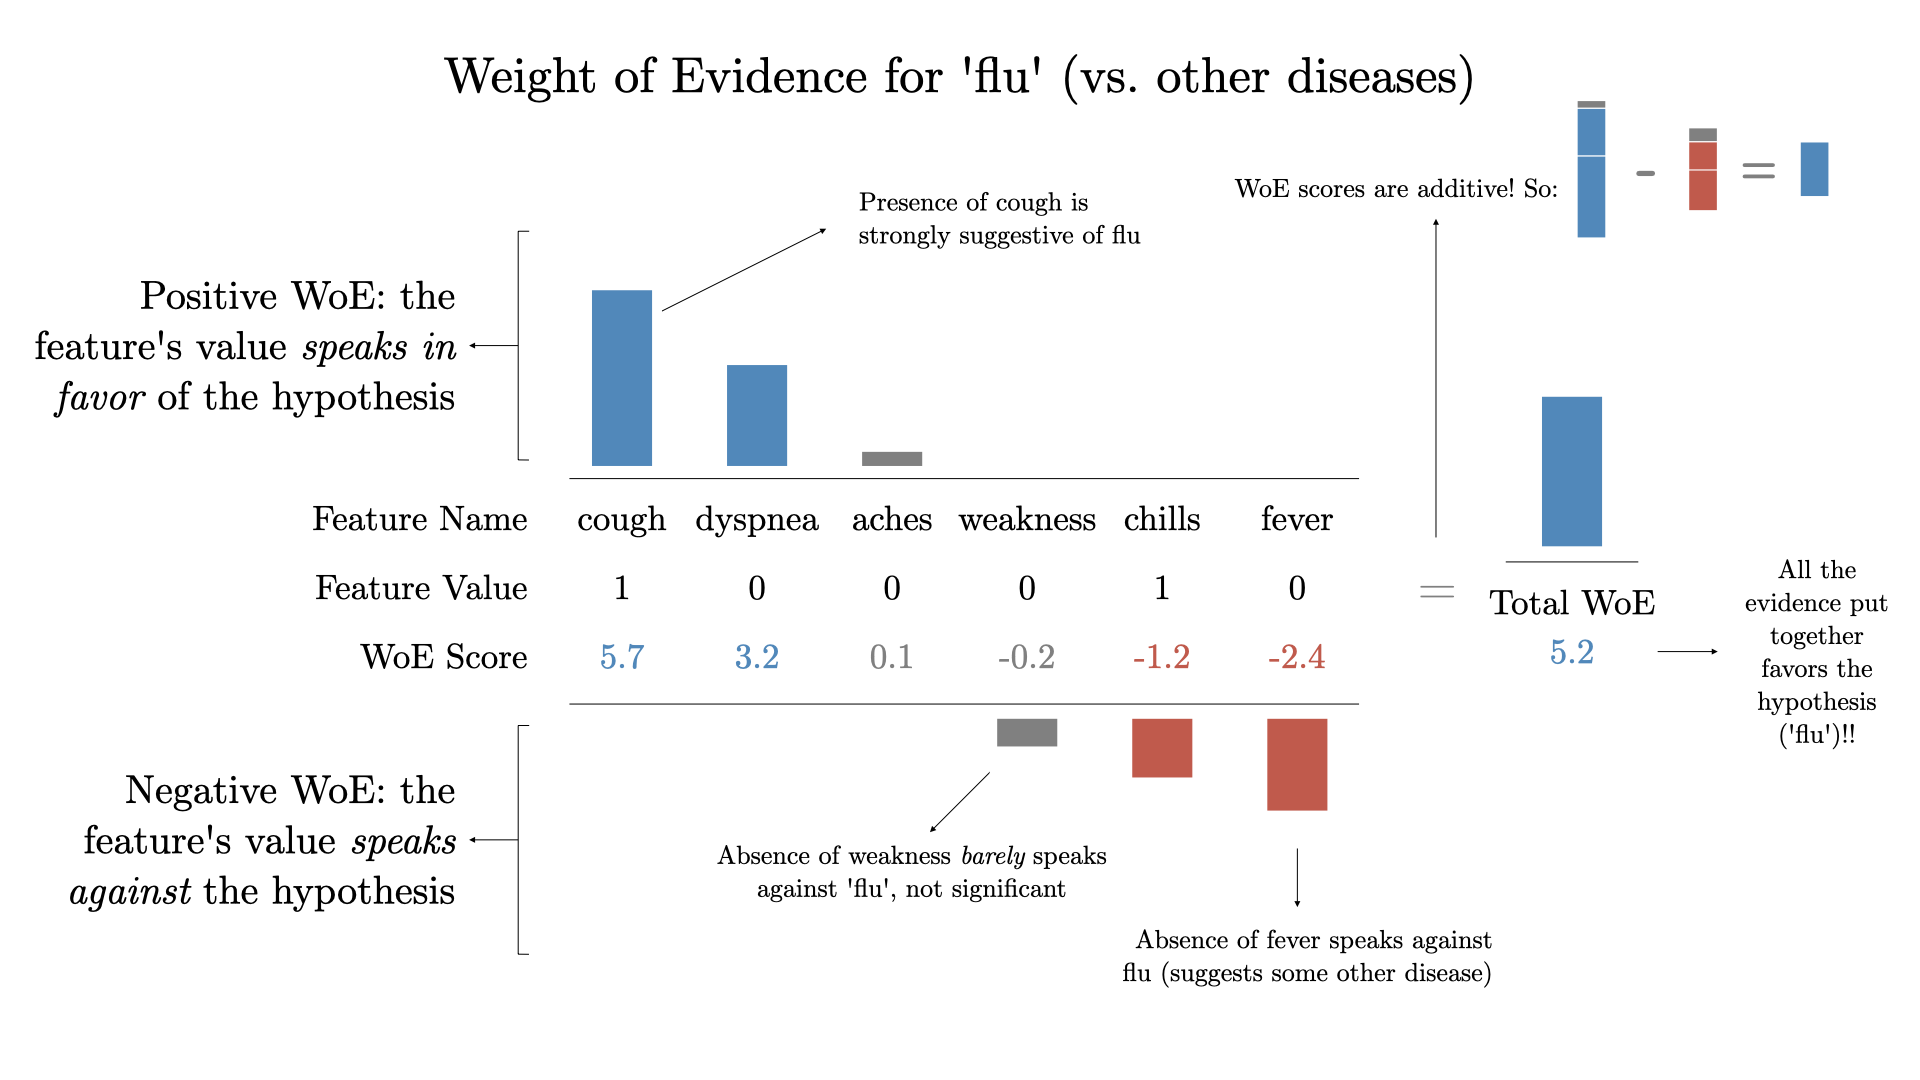 Weight of Evidence for 'flu' (vs. other diseases)
WoE scores are additive! So:
- =
Presence of cough is
strongly suggestive of flu
Positive WoE: the
feature's value speaks in
favor of the hypothesis
Feature Name cough dyspnea aches weakness chills fever
Feature Value 1 0 0 0 1 0
WoE Score 5.7 3.2 0.1 -0.2 -1.2 -2.4
=
Total WoE
5.2
All the
evidence put
together
favors the
hypothesis
('flu')!!
Negative WoE: the
feature's value speaks
against the hypothesis
Absence of weakness barely speaks
against 'flu', not significant
Absence of fever speaks against
flu (suggests some other disease)